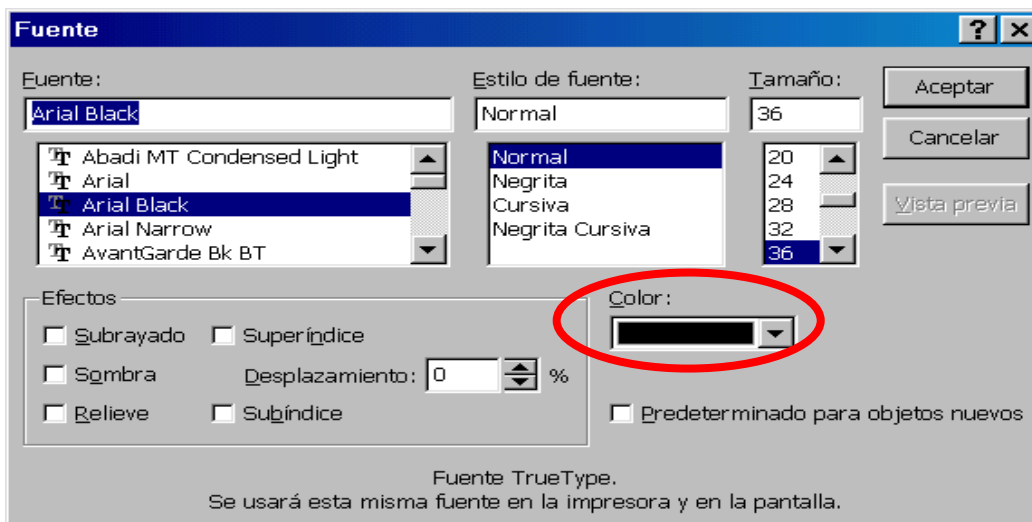 Fuente
Fuente: Estilo de fuente: Tamaño:
Aceptar
Arial Black Normal 36
Cancelar
Abadi MT Condensed Light Normal 20
Arial Negrita 24
Arial Black Cursiva 28
Vista previa
Arial Narrow Negrita Cursiva 32
AvantGarde Bk BT 36
Efectos Color:
Subrayado Superíndice
Sombra Desplazamiento: 0 %
Relieve Subíndice Predeterminado para objetos nuevos
Fuente TrueType.
Se usará esta misma fuente en la impresora y en la pantalla.